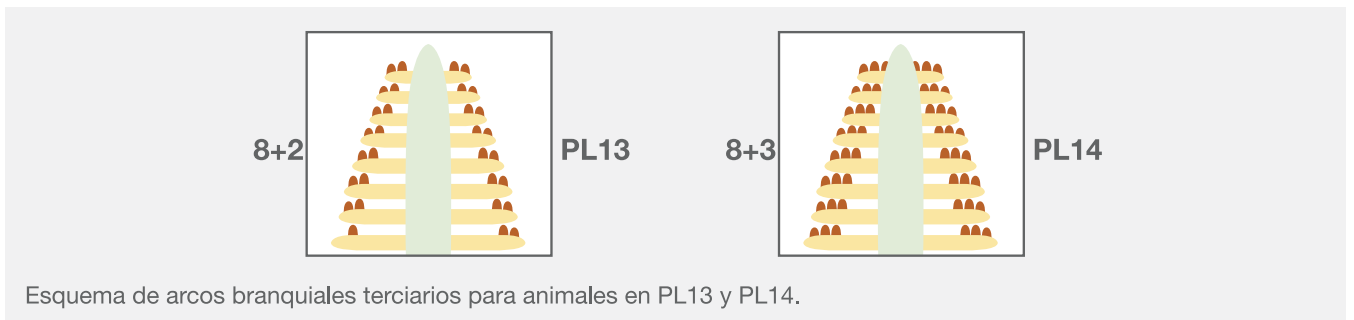 8+2
PL13
8+3
PL14
Esquema de arcos branquiales terciarios para animales en PL13 y PL14.